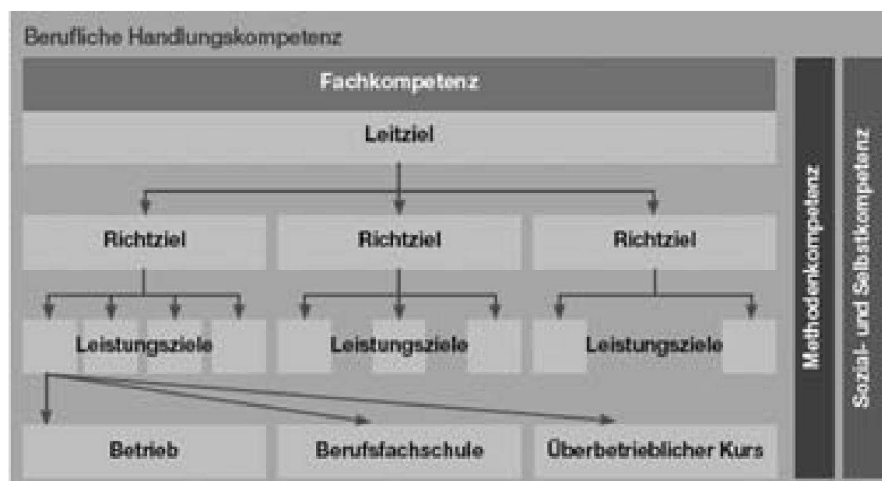 Berufliche Handlungskompetenz
Fachkompetenz
Leitziel
Richtziel Richtziel Richtziel
Leistungsziele Leistungsziele Leistungsziele
Betrieb Berufsfachschule Überbetrieblicher Kurs
Methodenkompetenz
Sozial- und Selbstkompetenz